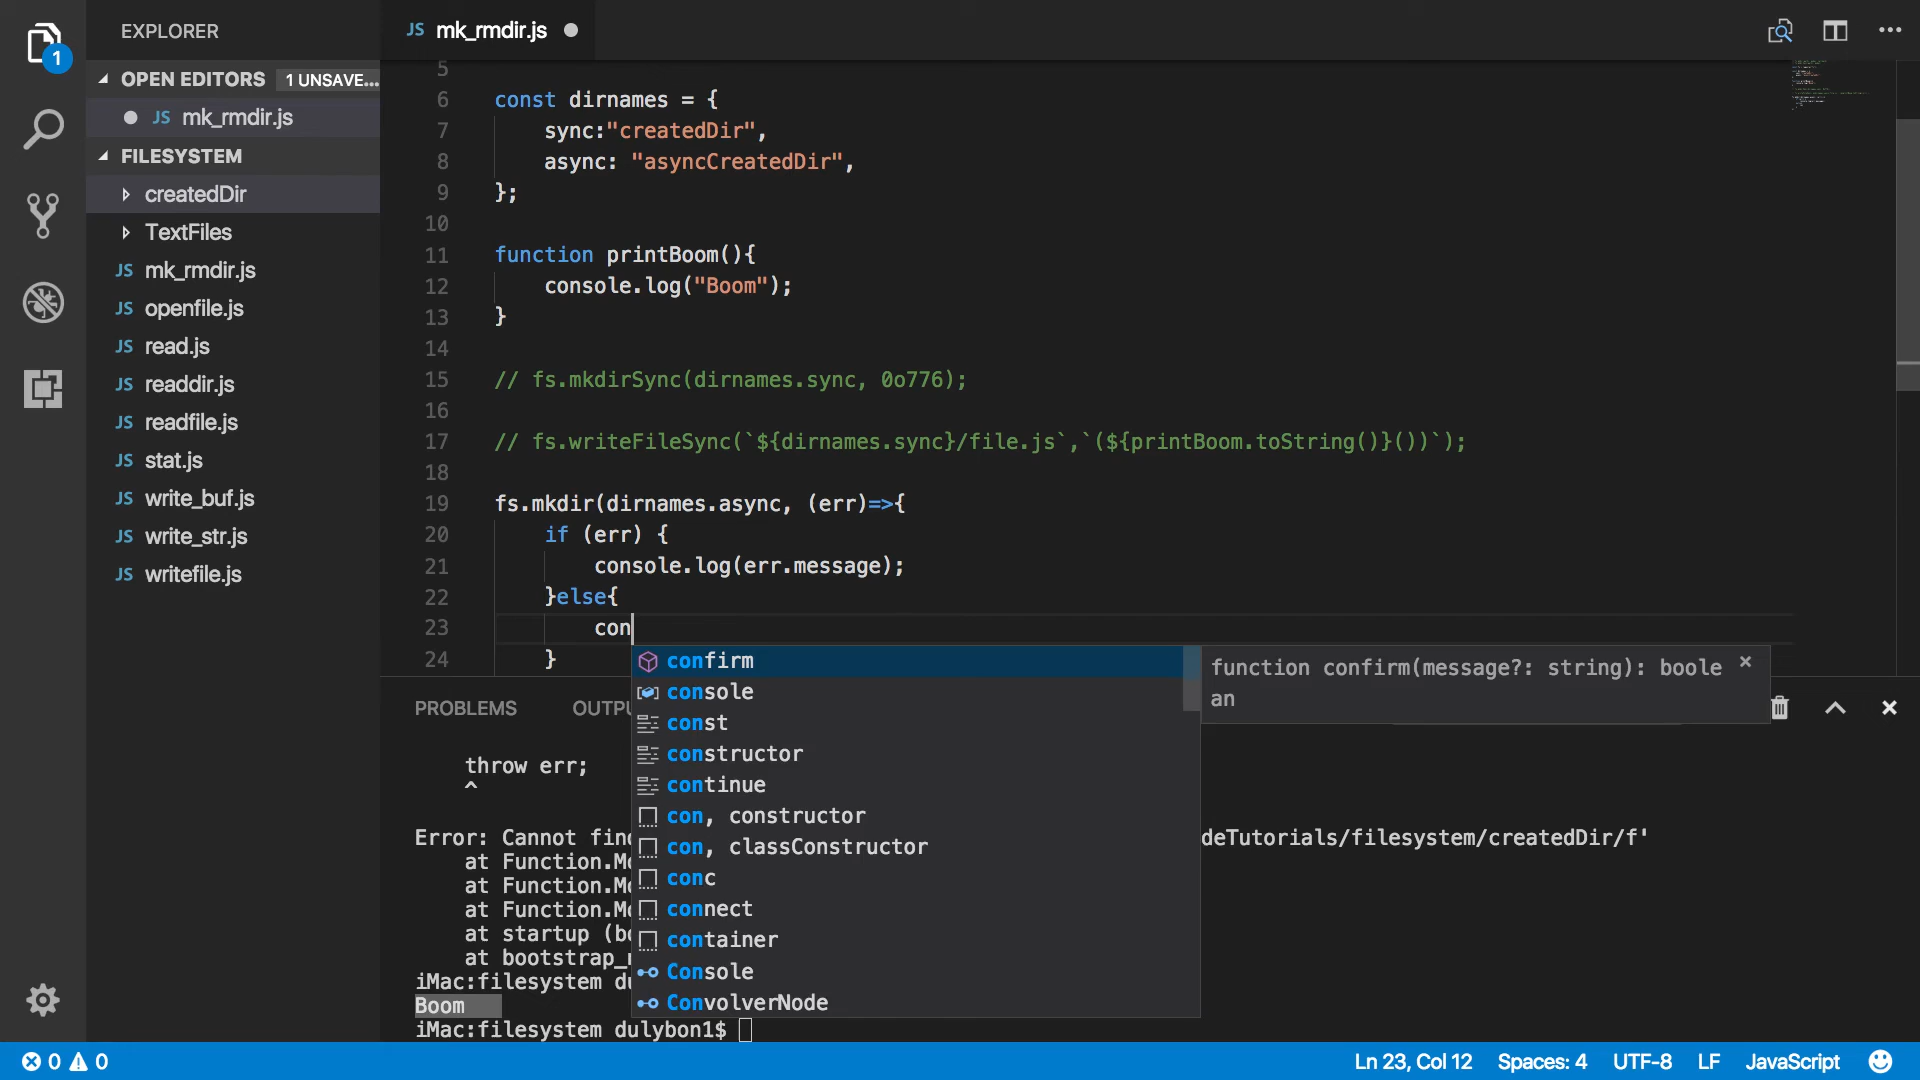 EXPLORER
OPEN EDITORS 1 UNSAVE...
JS mk_rmdir.js
FILESYSTEM
createdDir
TextFiles
JS mk_rmdir.js
JS openfile.js
JS read.js
JS readdir.js
JS readfile.js
JS stat.js
JS write_buf.js
JS write_str.js
JS writefile.js
1
JS mk_rmdir.js
5
6 const dirnames = {
7 sync:"createdDir",
8 async: "asyncCreatedDir",
9 };
10
11 function printBoom(){
12 console.log("Boom");
13 }
14
15 // fs.mkdirSync(dirnames.sync, 0o776);
16
17 // fs.writeFileSync(`${dirnames.sync}/file.js`,`(${printBoom.toString()}())`);
18
19 fs.mkdir(dirnames.async, (err)=>{
20 if (err) {
21 console.log(err.message);
22 }else{
23 con
24 }
confirm
console
const
constructor
continue
con, constructor
con, classConstructor
conc
connect
container
Console
ConvolverNode
function confirm(message?: string): boole
an
PROBLEMS OUTPU
throw err;
^
Error: Cannot fin deTutorials/filesystem/createdDir/f'
at Function.Mo
at Function.Mo
at Function.Mo
at startup (bo
at bootstrap_
iMac:filesystem du
Boom
iMac:filesystem dulybon1$
0 0
Ln 23, Col 12 Spaces: 4 UTF-8 LF JavaScript